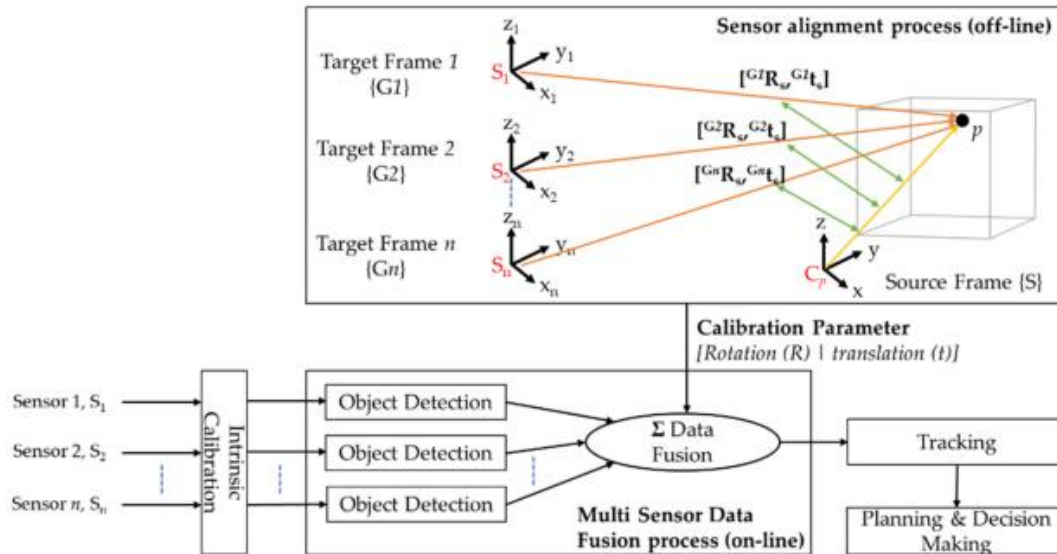 Sensor alignment process (off-line)
Target Frame 1
{G1}
z₁
y₁
S₁
x₁
[ᴳ¹Rₛ, ᴳ¹tₛ]
p
Target Frame 2
{G2}
z₂
y₂
S₂
x₂
[ᴳ²Rₛ, ᴳ²tₛ]
Target Frame n
{Gn}
zₙ
yₙ
Sₙ
xₙ
[ᴳⁿRₛ, ᴳⁿtₛ]
z
y
Cₚ
x
Source Frame {S}
Calibration Parameter
[Rotation (R) | translation (t)]
Sensor 1, S₁
Sensor 2, S₂
Sensor n, Sₙ
Intrinsic
Calibration
Object Detection
Object Detection
Object Detection
Σ Data
Fusion
Multi Sensor Data
Fusion process (on-line)
Tracking
Planning & Decision
Making